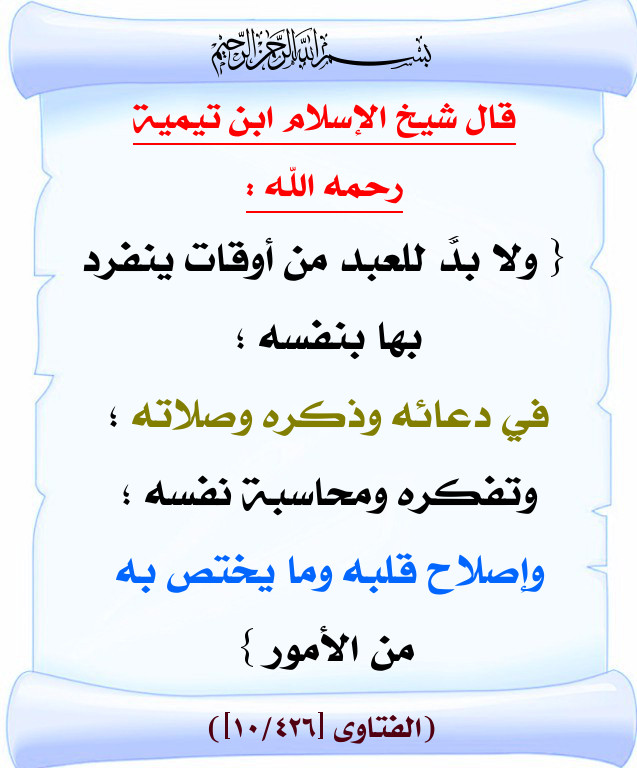 بسم الله الرحمن الرحيم
قال شيخ الإسلام ابن تيمية
رحمه الله :
{ ولا بدَّ للعبد من أوقات ينفرد
بها بنفسه ؛
في دعائه وذكره وصلاته ؛
وتفكره ومحاسبة نفسه ؛
وإصلاح قلبه وما يختص به
من الأمور }
(الفتاوى [١٠/٤٢٦])